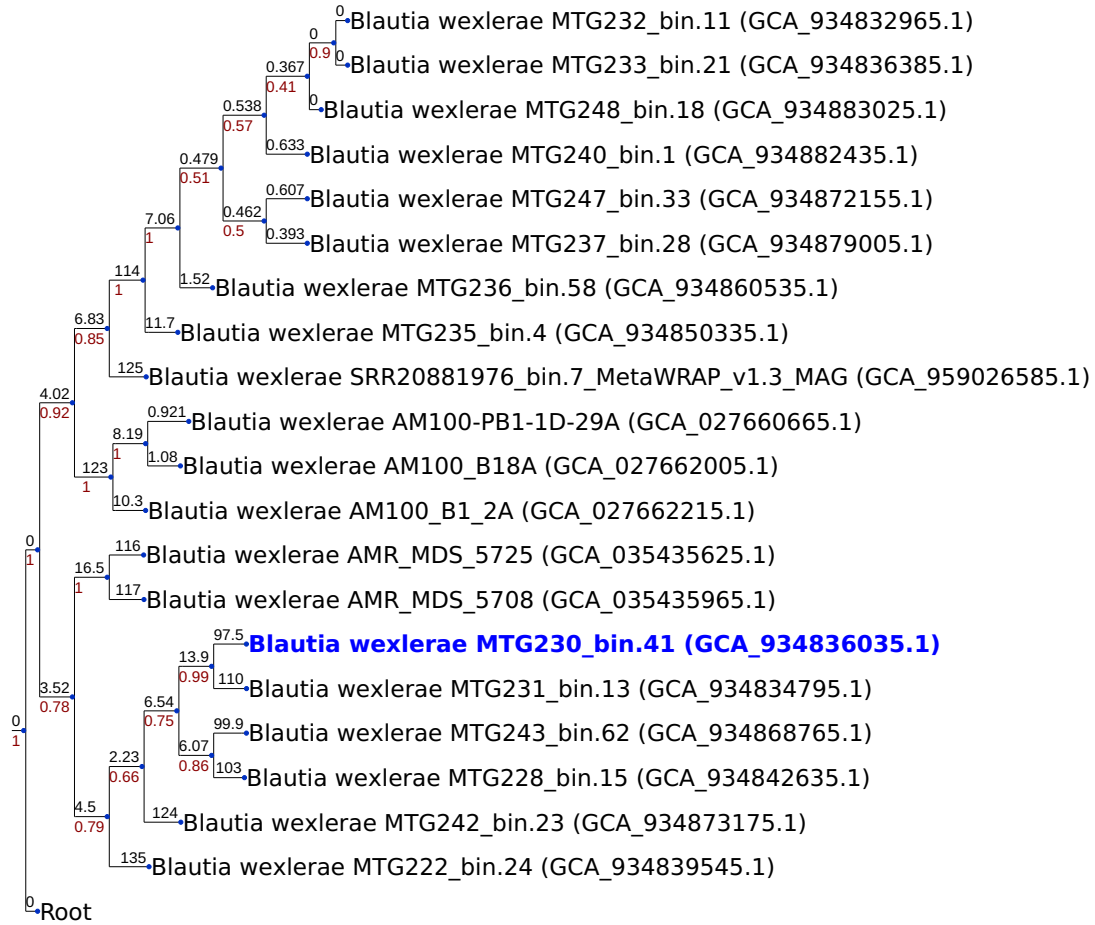 0
Blautia wexlerae MTG232_bin.11 (GCA_934832965.1)
0
0.9
0
Blautia wexlerae MTG233_bin.21 (GCA_934836385.1)
0.367
0.41
0
Blautia wexlerae MTG248_bin.18 (GCA_934883025.1)
0.538
0.57
0.633
Blautia wexlerae MTG240_bin.1 (GCA_934882435.1)
0.479
0.51
0.607
Blautia wexlerae MTG247_bin.33 (GCA_934872155.1)
0.462
0.5
0.393
Blautia wexlerae MTG237_bin.28 (GCA_934879005.1)
7.06
1
1.52
Blautia wexlerae MTG236_bin.58 (GCA_934860535.1)
114
1
11.7
Blautia wexlerae MTG235_bin.4 (GCA_934850335.1)
6.83
0.85
125
Blautia wexlerae SRR20881976_bin.7_MetaWRAP_v1.3_MAG (GCA_959026585.1)
4.02
0.92
0.921
Blautia wexlerae AM100-PB1-1D-29A (GCA_027660665.1)
8.19
1
1.08
Blautia wexlerae AM100_B18A (GCA_027662005.1)
123
1
10.3
Blautia wexlerae AM100_B1_2A (GCA_027662215.1)
0
1
116
Blautia wexlerae AMR_MDS_5725 (GCA_035435625.1)
16.5
1
117
Blautia wexlerae AMR_MDS_5708 (GCA_035435965.1)
97.5
Blautia wexlerae MTG230_bin.41 (GCA_934836035.1)
13.9
0.99
110
Blautia wexlerae MTG231_bin.13 (GCA_934834795.1)
3.52
0.78
6.54
0.75
99.9
Blautia wexlerae MTG243_bin.62 (GCA_934868765.1)
0
1
6.07
0.86
103
Blautia wexlerae MTG228_bin.15 (GCA_934842635.1)
2.23
0.66
124
Blautia wexlerae MTG242_bin.23 (GCA_934873175.1)
4.5
0.79
135
Blautia wexlerae MTG222_bin.24 (GCA_934839545.1)
0
Root